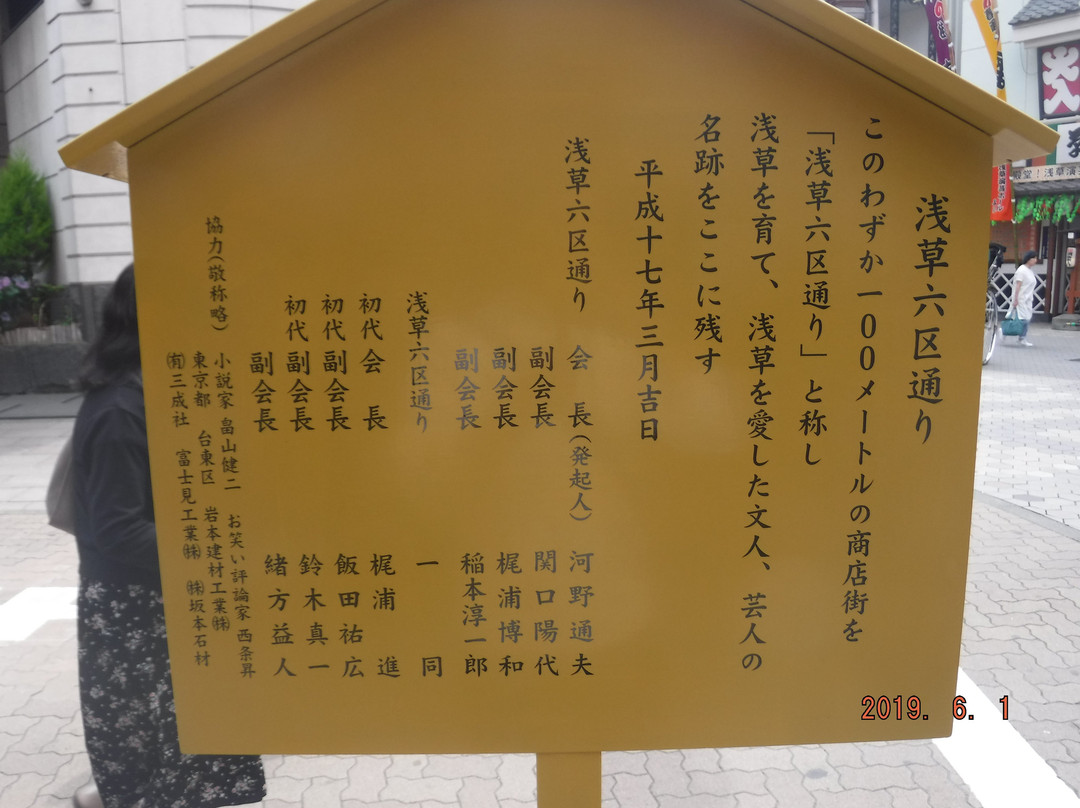 浅草六区通り
このわずか一00メートルの商店街を
「浅草六区通り」と称し
浅草を育て、浅草を愛した文人、芸人の
名跡をここに残す
平成十七年三月吉日
浅草六区通り 会 長(発起人) 河野通夫
副会長 関口陽代
副会長 梶浦博和
副会長 稲本淳一郎
浅草六区通り 一 同
初代 会 長 梶浦 進
初代 副会長 飯田祐広
初代 副会長 鈴木真一
副会長 緒方益人
協力(敬称略)
小説家 畠山健二 お笑い評論家 西条昇
東京都 台東区 岩本建材工業㈱
㈲三成社 富士見工業㈱ ㈱坂本石材
大入
2019. 6. 1